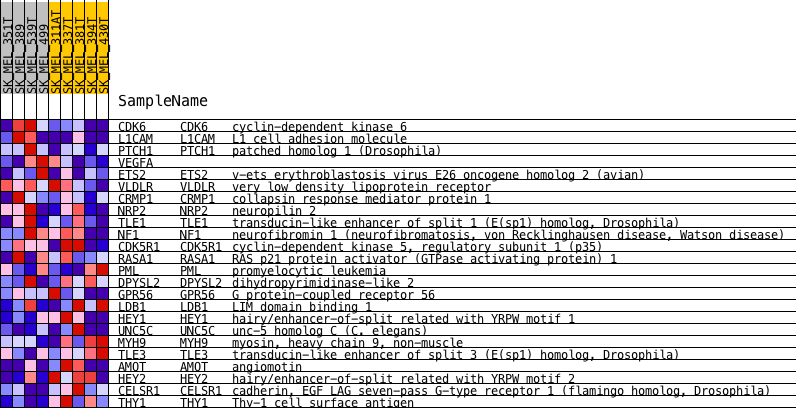 SK_MEL_351T
SK_MEL_389
SK_MEL_539T
SK_MEL_499
SK_MEL_311AT
SK_MEL_337T
SK_MEL_381T
SK_MEL_394T
SK_MEL_430T
SampleName
CDK6 CDK6 cyclin-dependent kinase 6
L1CAM L1CAM L1 cell adhesion molecule
PTCH1 PTCH1 patched homolog 1 (Drosophila)
VEGFA
ETS2 ETS2 v-ets erythroblastosis virus E26 oncogene homolog 2 (avian)
VLDLR VLDLR very low density lipoprotein receptor
CRMP1 CRMP1 collapsin response mediator protein 1
NRP2 NRP2 neuropilin 2
TLE1 TLE1 transducin-like enhancer of split 1 (E(sp1) homolog, Drosophila)
NF1 NF1 neurofibromin 1 (neurofibromatosis, von Recklinghausen disease, Watson disease)
CDK5R1 CDK5R1 cyclin-dependent kinase 5, regulatory subunit 1 (p35)
RASA1 RASA1 RAS p21 protein activator (GTPase activating protein) 1
PML PML promyelocytic leukemia
DPYSL2 DPYSL2 dihydropyrimidinase-like 2
GPR56 GPR56 G protein-coupled receptor 56
LDB1 LDB1 LIM domain binding 1
HEY1 HEY1 hairy/enhancer-of-split related with YRPW motif 1
UNC5C UNC5C unc-5 homolog C (C. elegans)
MYH9 MYH9 myosin, heavy chain 9, non-muscle
TLE3 TLE3 transducin-like enhancer of split 3 (E(sp1) homolog, Drosophila)
AMOT AMOT angiomotin
HEY2 HEY2 hairy/enhancer-of-split related with YRPW motif 2
CELSR1 CELSR1 cadherin, EGF LAG seven-pass G-type receptor 1 (flamingo homolog, Drosophila)
THY1 THY1 Thy-1 cell surface antigen